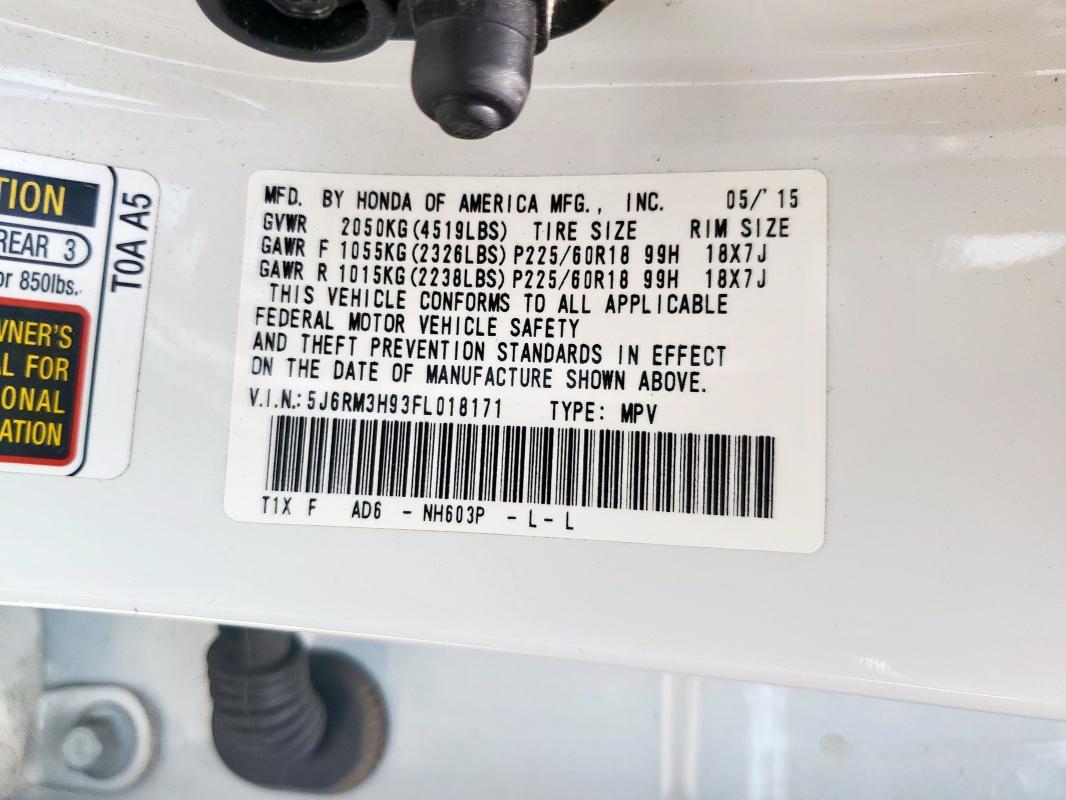 TION
REAR 3
or 850lbs.
WNER'S
AL FOR
ONAL
ATION
T0A A5
MFD. BY HONDA OF AMERICA MFG., INC. 05/'15
GVWR 2050KG(4519LBS) TIRE SIZE RIM SIZE
GAWR F 1055KG(2326LBS) P225/60R18 99H 18X7J
GAWR R 1015KG(2238LBS) P225/60R18 99H 18X7J
THIS VEHICLE CONFORMS TO ALL APPLICABLE
FEDERAL MOTOR VEHICLE SAFETY
AND THEFT PREVENTION STANDARDS IN EFFECT
ON THE DATE OF MANUFACTURE SHOWN ABOVE.
V.I.N.: 5J6RM3H93FL018171 TYPE: MPV
T1X F AD6 - NH603P - L - L